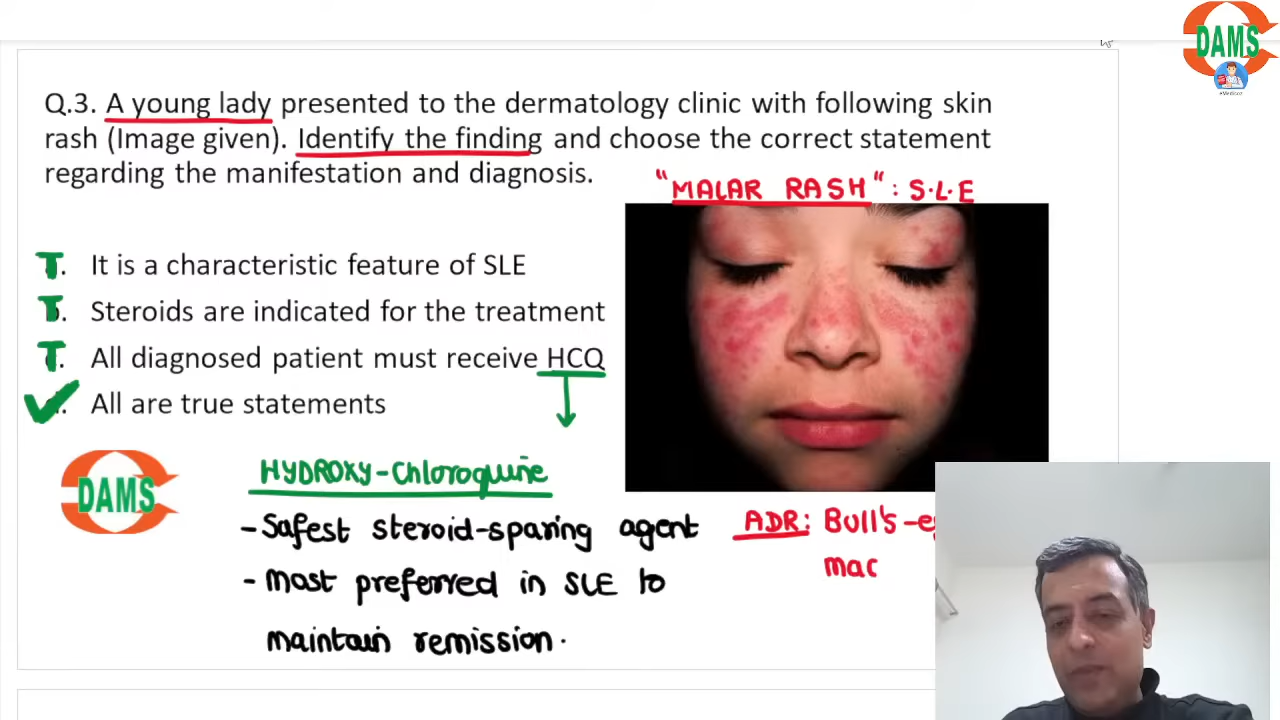 DAMS
eMedicoz
Q.3. A young lady presented to the dermatology clinic with following skin
rash (Image given). Identify the finding and choose the correct statement
regarding the manifestation and diagnosis.
"MALAR RASH" : S.L.E
T. It is a characteristic feature of SLE
T. Steroids are indicated for the treatment
T. All diagnosed patient must receive HCQ
All are true statements
DAMS
HYDROXY-Chloroquine
- Safest steroid-sparing agent
- Most preferred in SLE to
maintain remission.
ADR: Bull's-e
mac